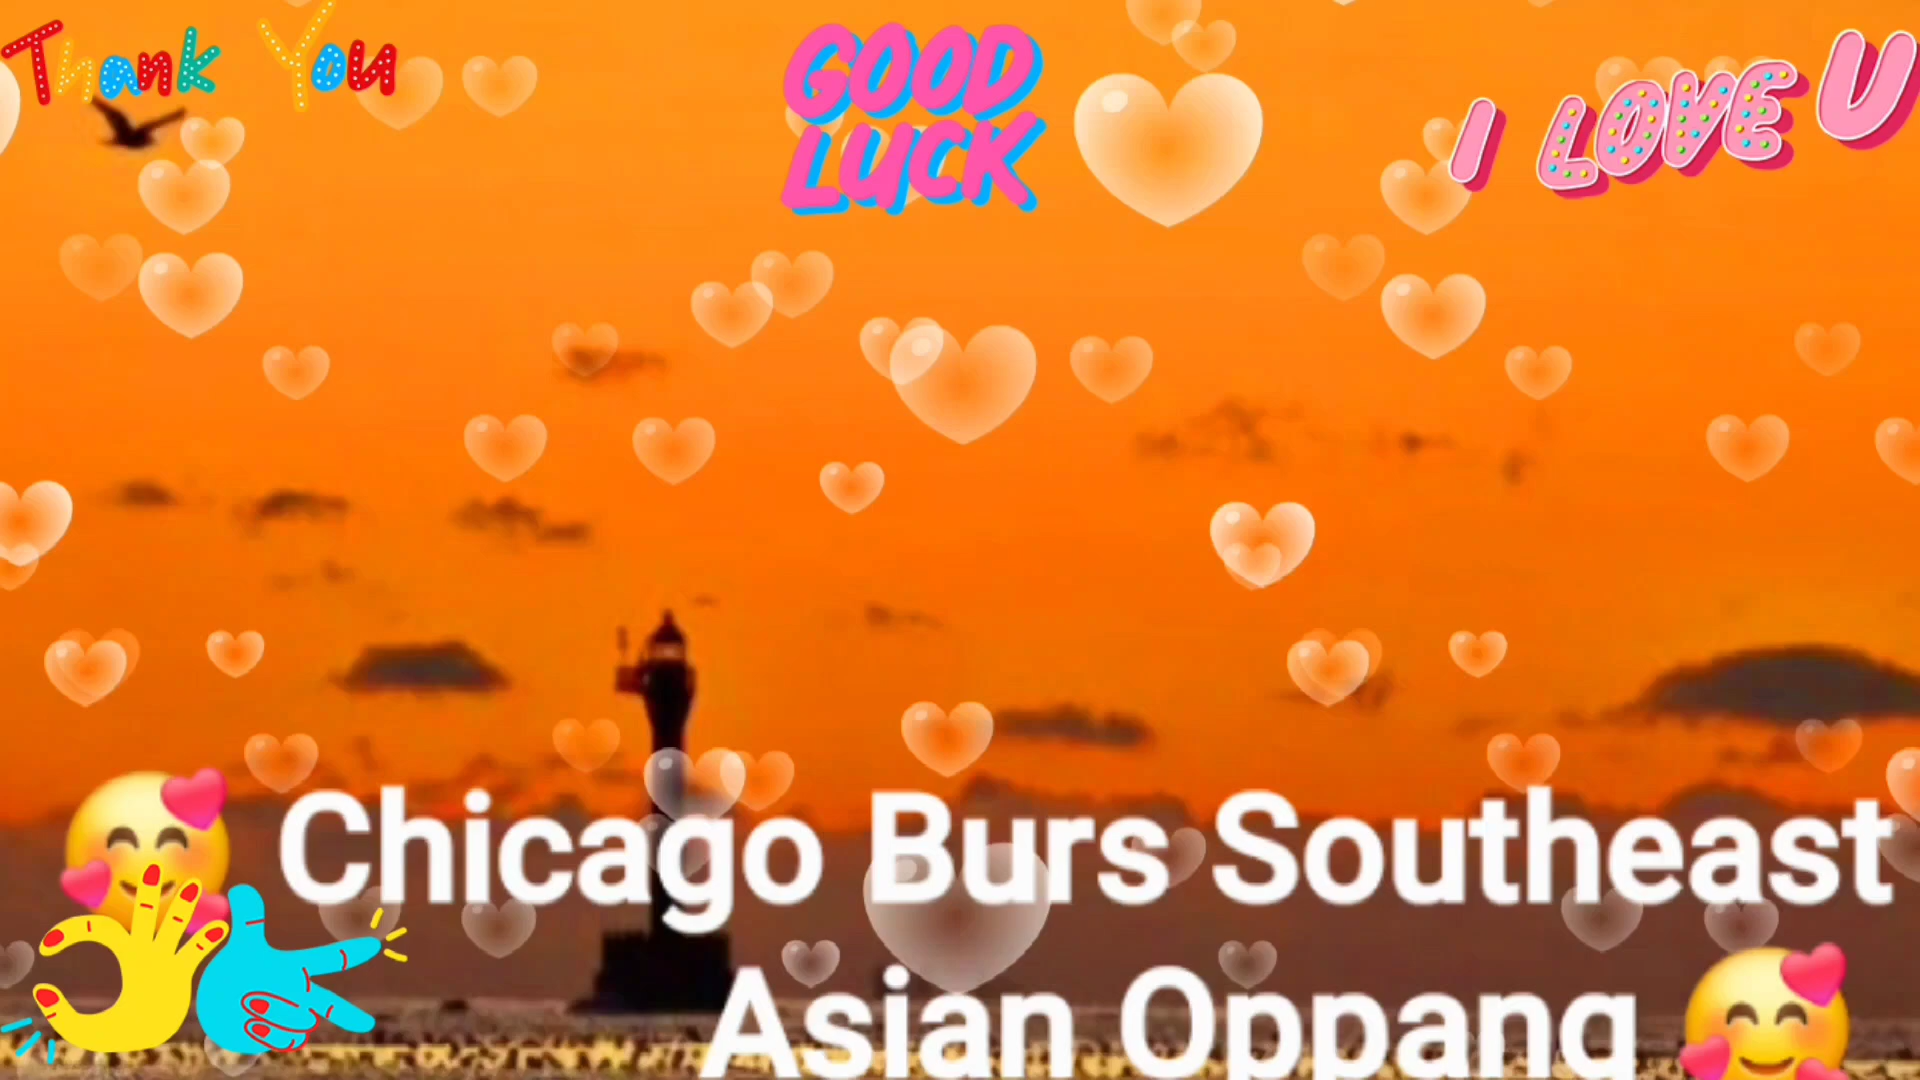 Thank You
GOOD
LUCK
I LOVE U
Chicago Burs Southeast
Asian Oppang